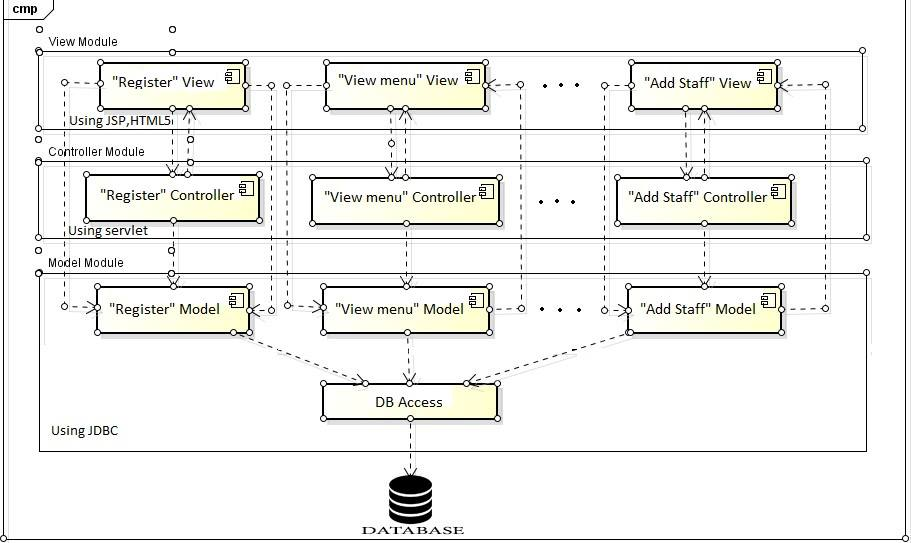 cmp
View Module
"Register" View
"View menu" View
"Add Staff" View
Using JSP,HTML5
Controller Module
"Register" Controller
"View menu" Controller
"Add Staff" Controller
Using servlet
Model Module
"Register" Model
"View menu" Model
"Add Staff" Model
DB Access
Using JDBC
DATABASE